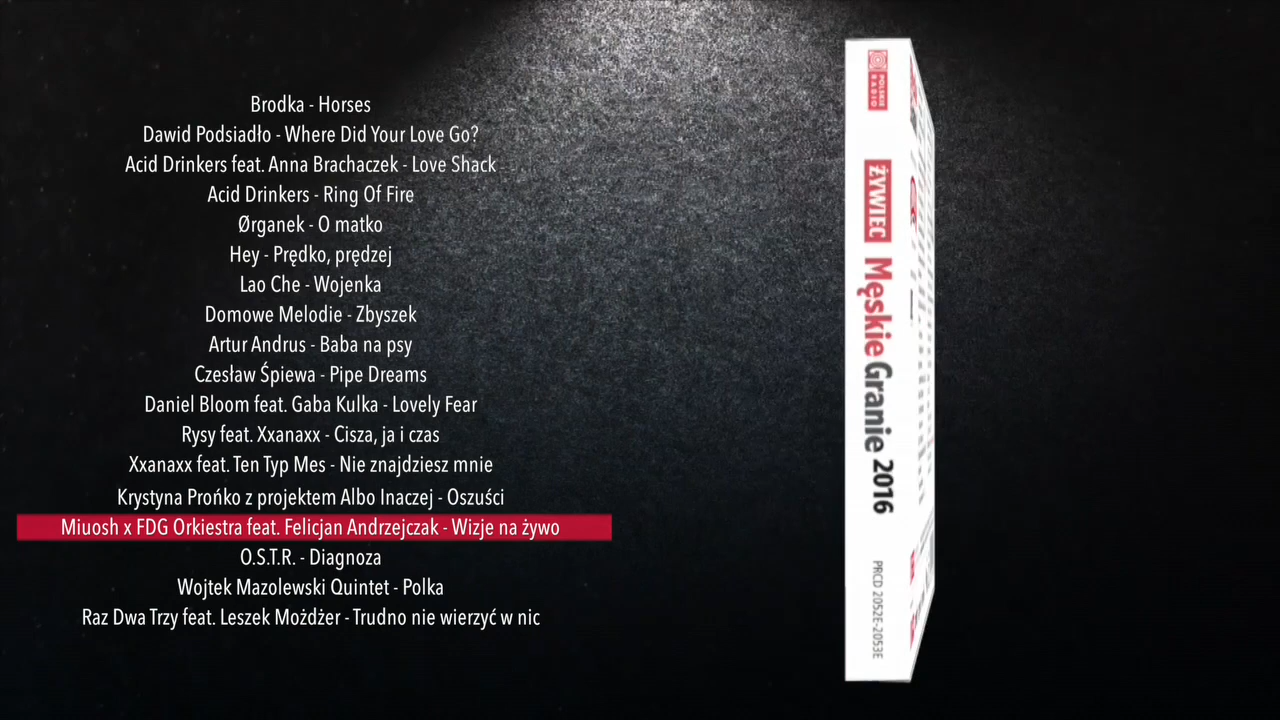 Brodka - Horses
Dawid Podsiadło - Where Did Your Love Go?
Acid Drinkers feat. Anna Brachaczek - Love Shack
Acid Drinkers - Ring Of Fire
Ørganek - O matko
Hey - Prędko, prędzej
Lao Che - Wojenka
Domowe Melodie - Zbyszek
Artur Andrus - Baba na psy
Czesław Śpiewa - Pipe Dreams
Daniel Bloom feat. Gaba Kulka - Lovely Fear
Rysy feat. Xxanaxx - Cisza, ja i czas
Xxanaxx feat. Ten Typ Mes - Nie znajdziesz mnie
Krystyna Prońko z projektem Albo Inaczej - Oszuści
Miuosh x FDG Orkiestra feat. Felicjan Andrzejczak - Wizje na żywo
O.S.T.R. - Diagnoza
Wojtek Mazolewski Quintet - Polka
Raz Dwa Trzy feat. Leszek Możdżer - Trudno nie wierzyć w nic
POLSKIE
RADIO
ŻYWIEC
Męskie Granie 2016
PRCD 2052E-2053E